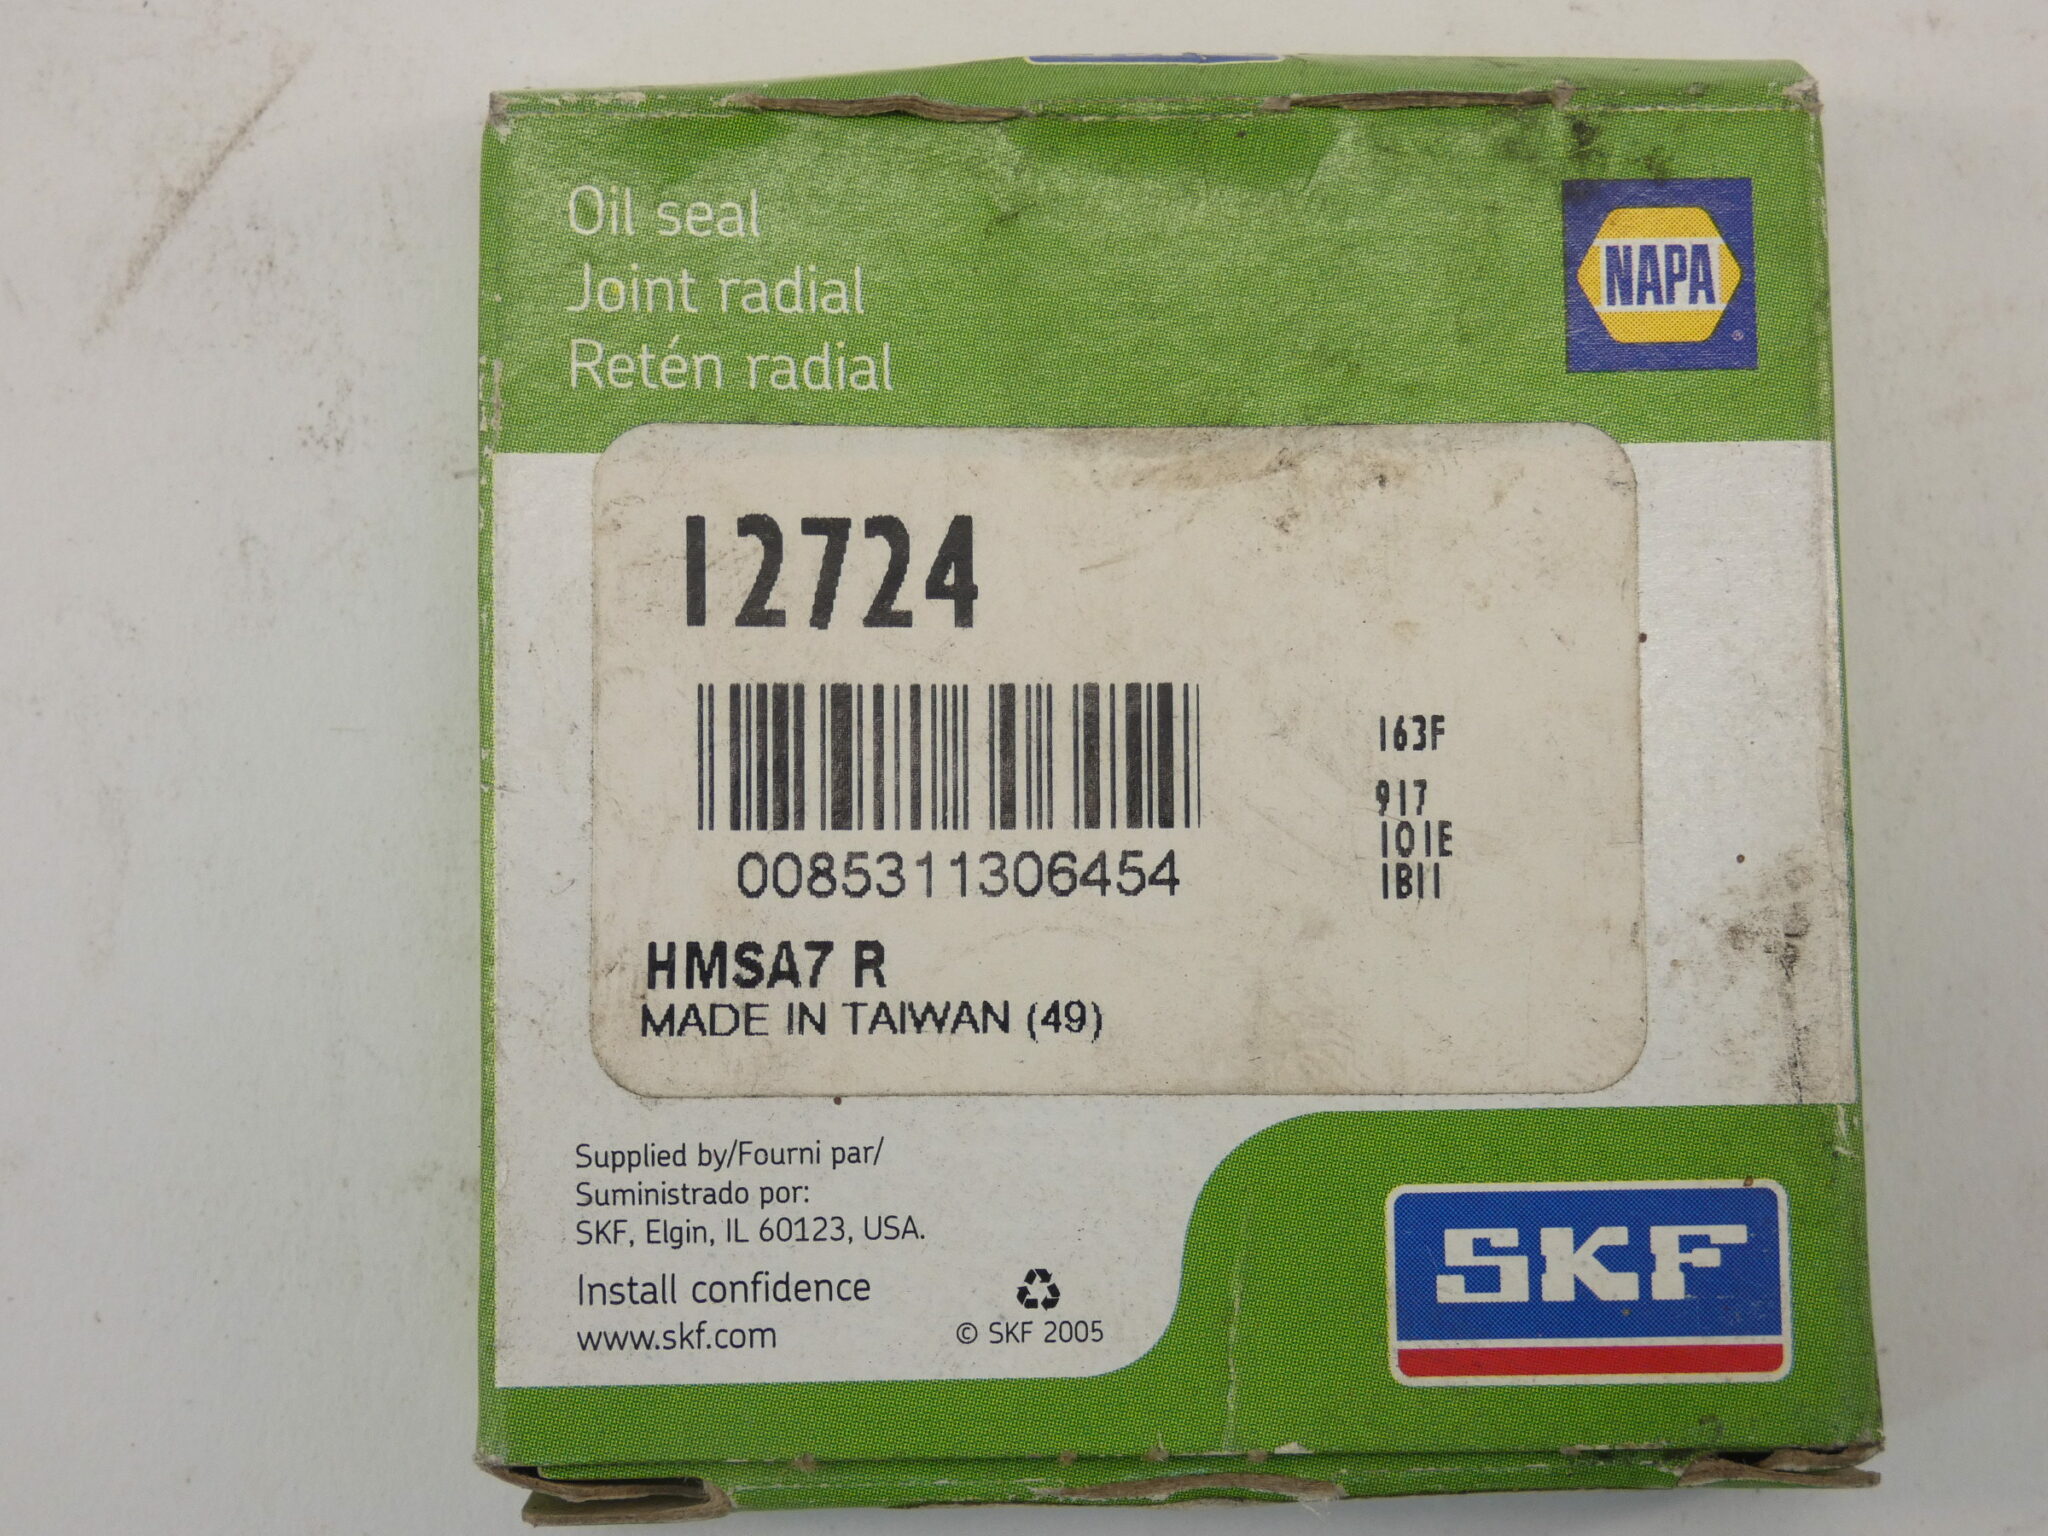 Oil seal
Joint radial
Retén radial
NAPA
12724
0085311306454
163F
917
101E
1B11
HMSA7 R
MADE IN TAIWAN (49)
Supplied by/Fourni par/
Suministrado por:
SKF, Elgin, IL 60123, USA.
Install confidence
www.skf.com
© SKF 2005
SKF